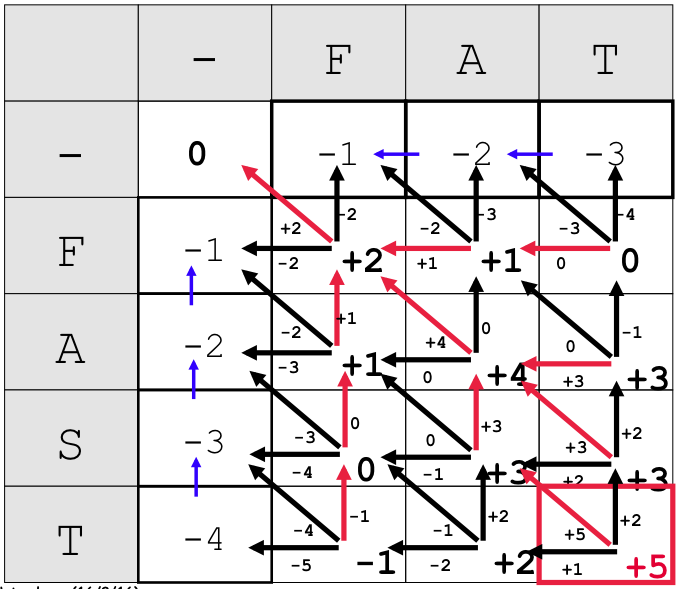 - F A T
- 0 -1 -2 -3
+2 -2 -2 -3 -3 -4
F -1 -2 +2 +1 +1 0 0
-2 +1 +4 0 0 -1
A -2 -3 +1 0 +4 +3 +3
-3 0 0 +3 +3 +2
S -3 -4 0 -1 +3 +2 +3
-4 -1 -1 +2 +5 +2
T -4 -5 -1 -2 +2 +1 +5